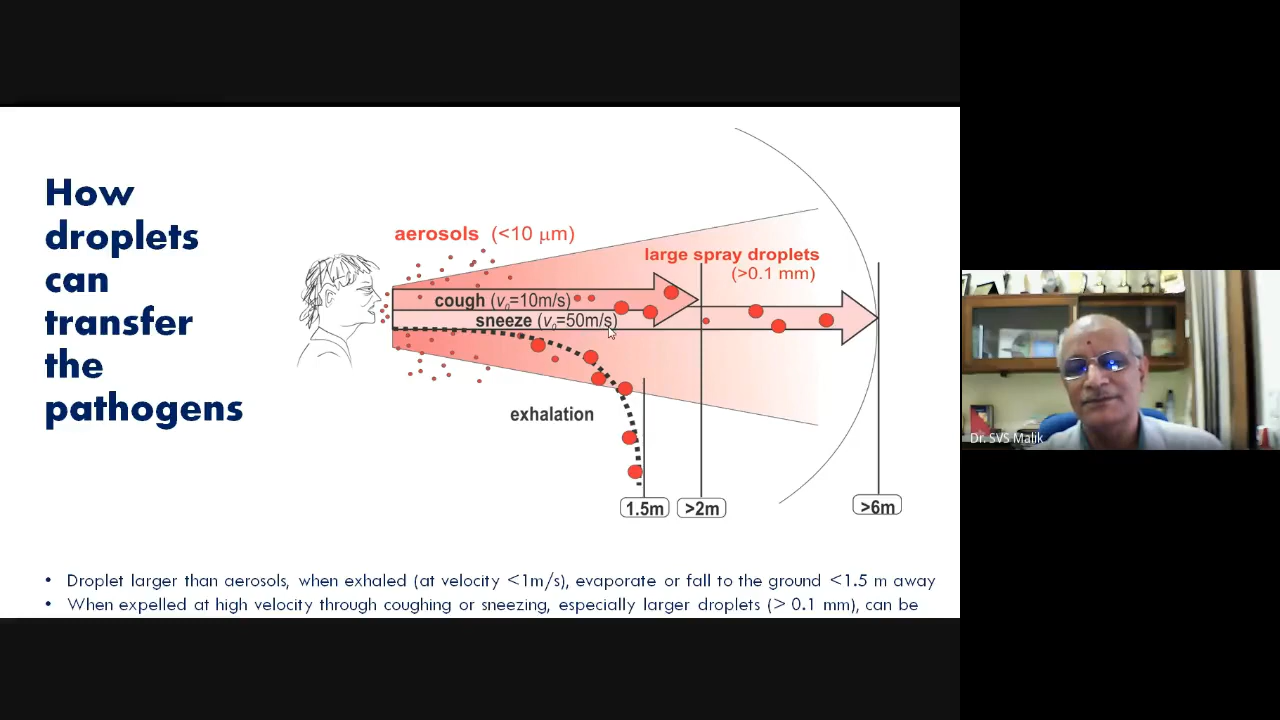 How
droplets
can
transfer
the
pathogens
aerosols (<10 μm)
large spray droplets
(>0.1 mm)
cough (v₀=10m/s)
sneeze (v₀=50m/s)
exhalation
1.5m
>2m
>6m
• Droplet larger than aerosols, when exhaled (at velocity <1m/s), evaporate or fall to the ground <1.5 m away
• When expelled at high velocity through coughing or sneezing, especially larger droplets (> 0.1 mm), can be
Dr. SVS Malik